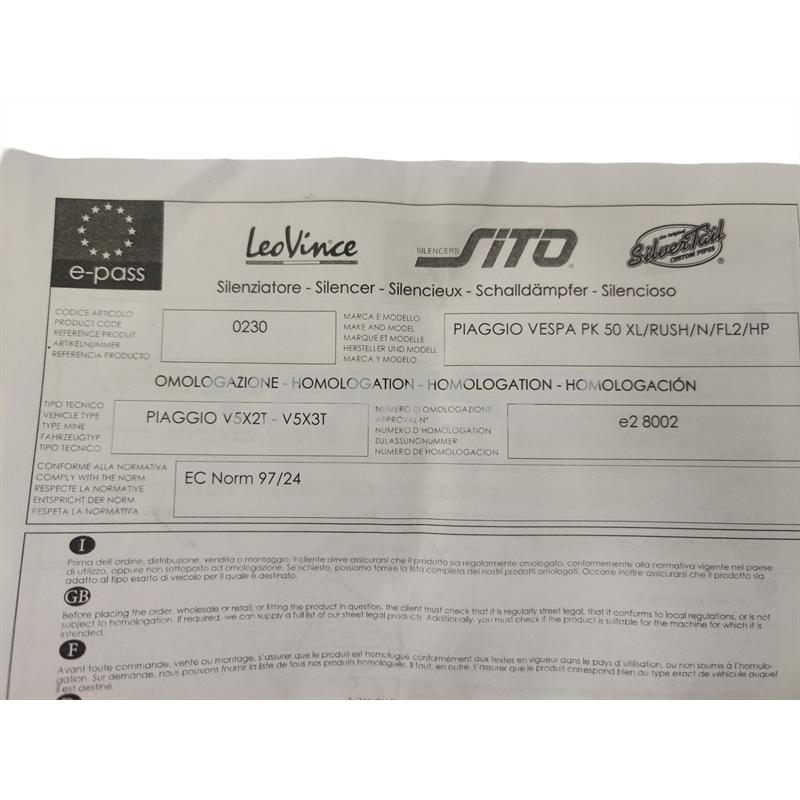 e-pass
LeoVince
SILENCERS SITO
the Original
SilverTail
CUSTOM PIPES
Silenziatore - Silencer - Silencieux - Schalldämpfer - Silencioso
CODICE ARTICOLO
PRODUCT CODE
REFERENCE PRODUIT
ARTIKELNUMMER
REFERENCIA PRODUCTO
0230
MARCA E MODELLO
MAKE AND MODEL
MARQUE ET MODELLE
HERSTELLER UND MODELL
MARCA Y MODELO
PIAGGIO VESPA PK 50 XL/RUSH/N/FL2/HP
OMOLOGAZIONE - HOMOLOGATION - HOMOLOGATION - HOMOLOGACIÓN
TIPO TECNICO
VEHICLE TYPE
TYPE MINE
FAHRZEUGTYP
TIPO TECNICO
PIAGGIO V5X2T - V5X3T
NUMERO DI OMOLOGAZIONE
APPROVAL N°
NUMERO D'HOMOLOGATION
ZULASSUNGNUMMER
NUMERO DE HOMOLOGACION
e2 8002
CONFORME ALLA NORMATIVA
COMPLY WITH THE NORM
RESPECTE LA NORMATIVE
ENTSPRICHT DER NORM
RESPETA LA NORMATIVA
EC Norm 97/24
I
Prima dell'ordine, distribuzione, vendita o montaggio, il cliente deve assicurarsi che il prodotto sia regolarmente omologato, conformemente alla normativa vigente nel paese
di utilizzo, oppure non sottoposto ad omologazione. Se richiesto, possiamo fornire la lista completa dei nostri prodotti omologati. Occorre inoltre assicurarsi che il prodotto sia
adatto al tipo esatto di veicolo per il quale è destinato.
GB
Before placing the order, wholesale or retail, or fitting the product in question, the client must check that it is regularly street legal, that it conforms to local regulations, or is not
subject to homologation. If required, we can supply a full list of our street legal products. Additionally, you must check if the product is suitable for the machine for which it is
intended.
F
Avant toute commande, vente ou montage, s'assurer que le produit est homologué conformément aux textes en vigueur dans le pays d'utilisation, ou non soumis à l'homolo-
gation. Sur demande, nous pouvons fournir la liste de tous nos produits homologués. Il faut, en outre, s'assurer que le produit correspond bien au type exact de véhicule auquel
il est destiné.